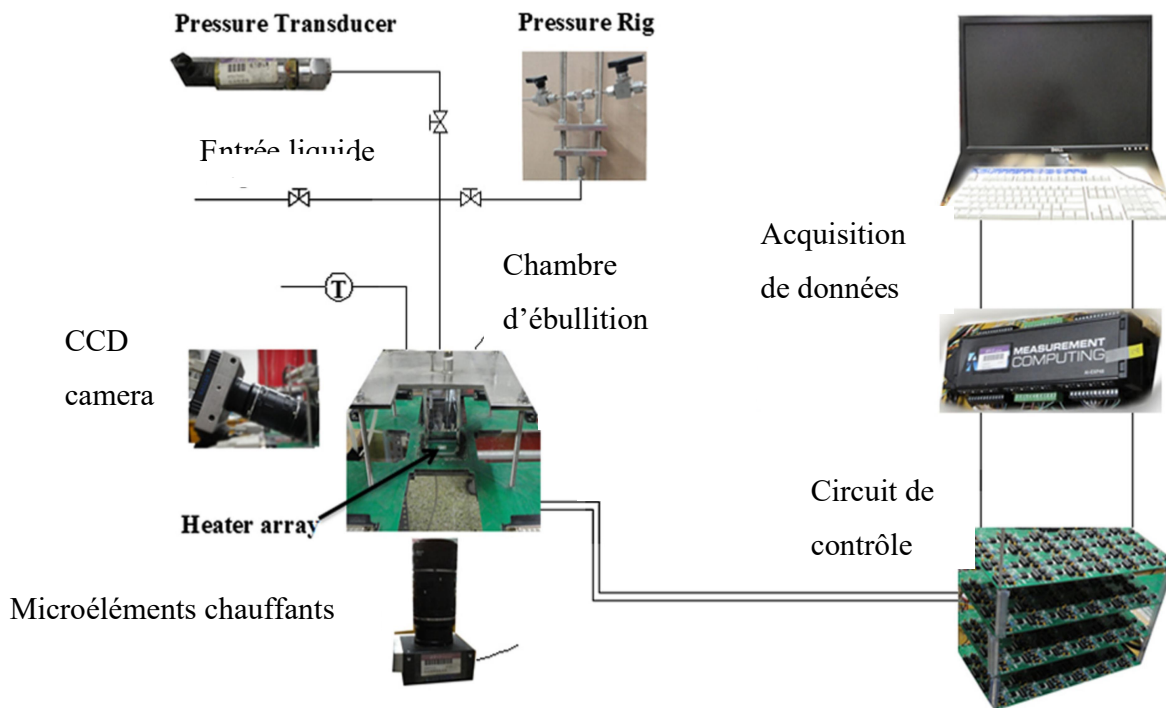 Pressure Transducer
Pressure Rig
Entrée liquide
Acquisition
de données
Chambre
d’ébullition
T
CCD
camera
MEASUREMENT
COMPUTING
DELL
Heater array
Circuit de
contrôle
Microéléments chauffants